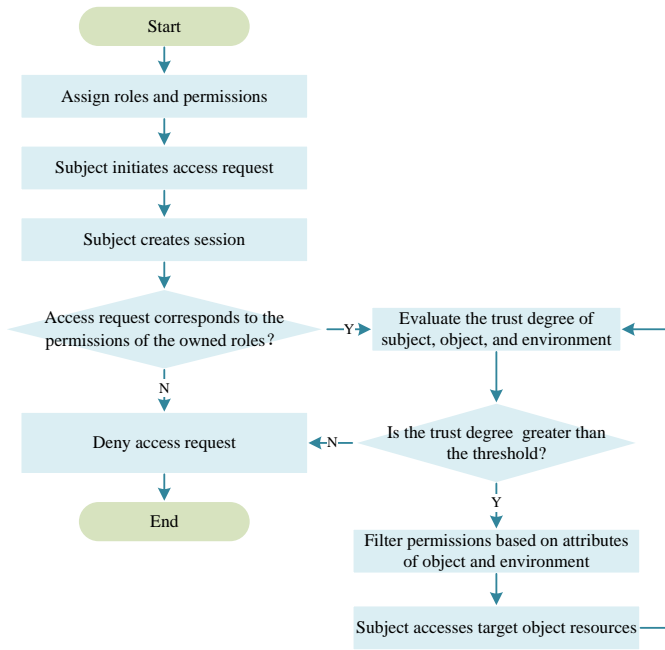 Start
Assign roles and permissions
Subject initiates access request
Subject creates session
Access request corresponds to the
permissions of the owned roles?
Y
Evaluate the trust degree of
subject, object, and environment
N
Deny access request
N
Is the trust degree greater than
the threshold?
Y
End
Filter permissions based on attributes
of object and environment
Subject accesses target object resources